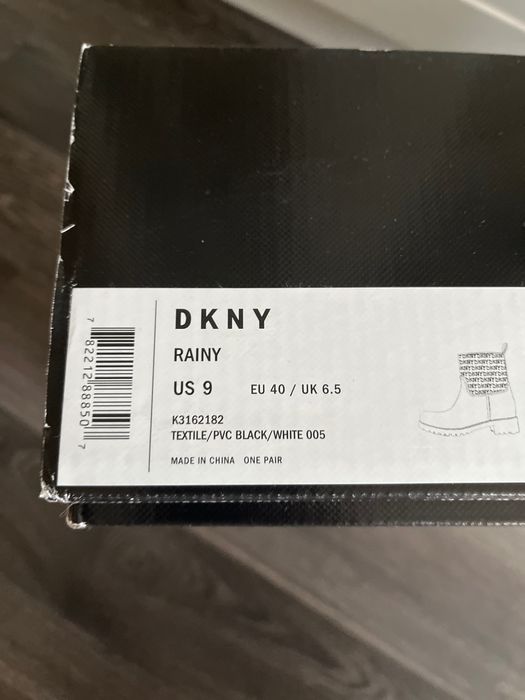 DKNY
RAINY
US 9 EU 40 / UK 6.5
K3162182
TEXTILE/PVC BLACK/WHITE 005
MADE IN CHINA ONE PAIR
7 82212 88850 7